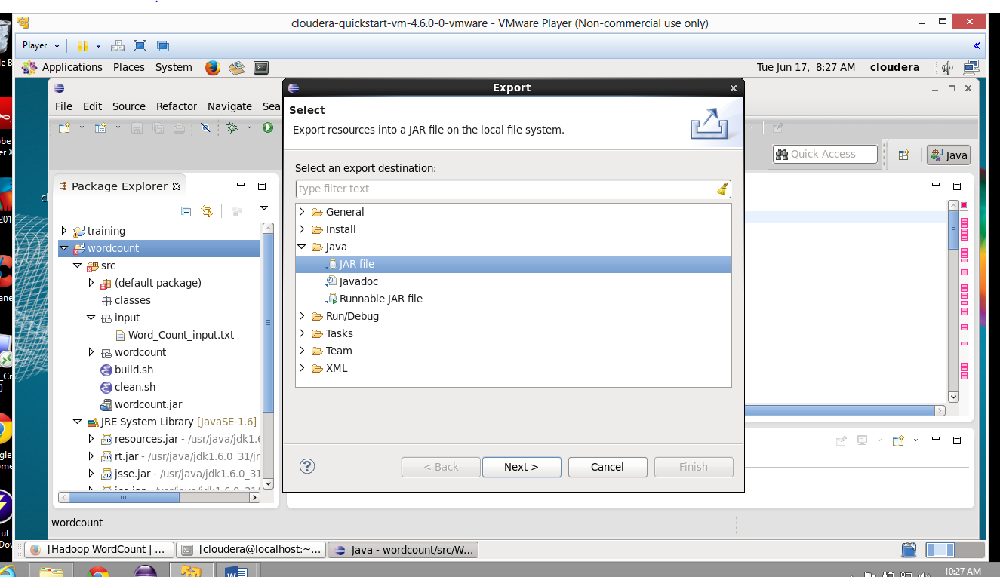 cloudera-quickstart-vm-4.6.0-0-vmware - VMware Player (Non-commercial use only)
Player
Applications Places System
Tue Jun 17, 8:27 AM cloudera
Export
File Edit Source Refactor Navigate Sea
Select
Export resources into a JAR file on the local file system.
Quick Access
Java
Select an export destination:
type filter text
Package Explorer
General
Install
Java
JAR file
Javadoc
Runnable JAR file
Run/Debug
Tasks
Team
XML
training
wordcount
src
(default package)
classes
input
Word_Count_input.txt
wordcount
build.sh
clean.sh
wordcount.jar
JRE System Library [JavaSE-1.6]
resources.jar - /usr/java/jdk1.6
rt.jar - /usr/java/jdk1.6.0_31/jr
jsse.jar - /usr/java/jdk1.6.0_31
< Back
Next >
Cancel
Finish
wordcount
[Hadoop WordCount | ...
[cloudera@localhost:~...
Java - wordcount/src/W...
10:27 AM